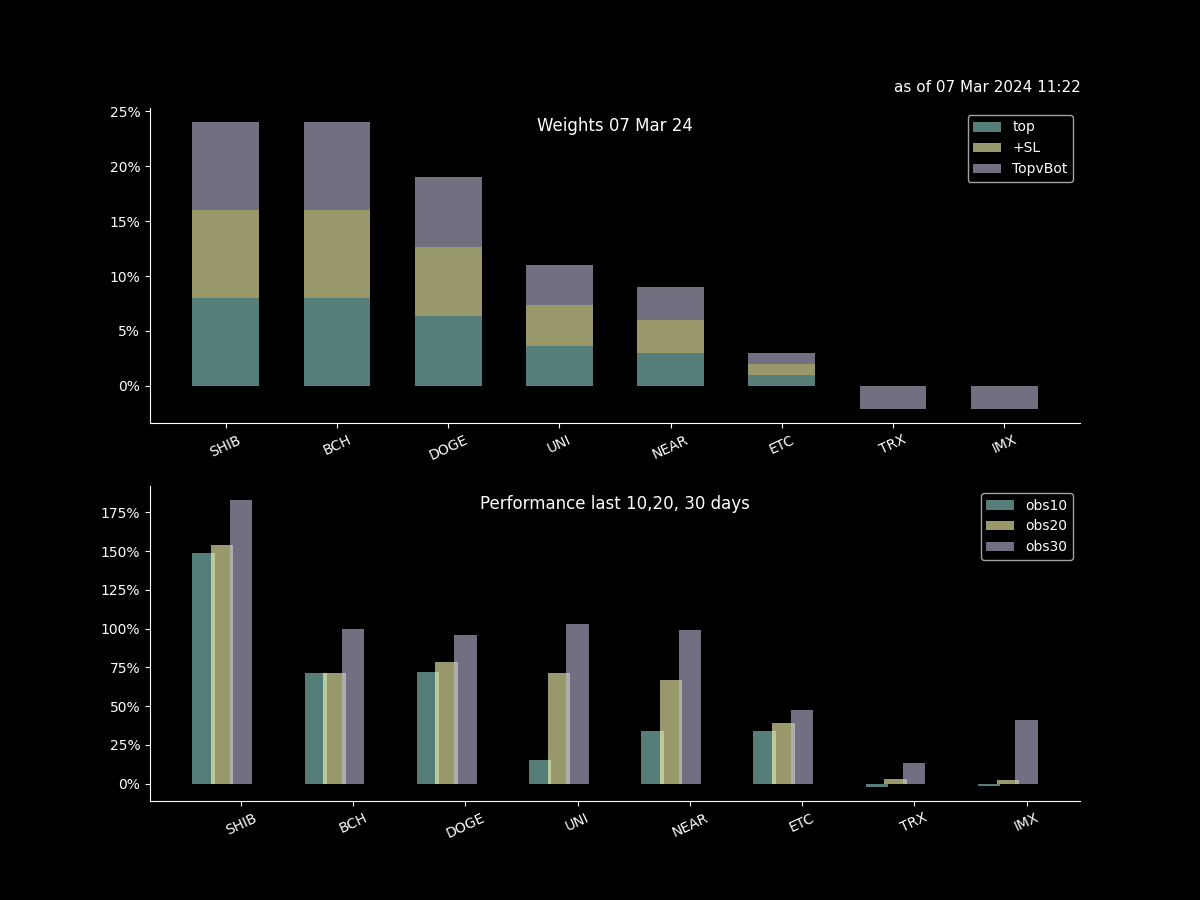 as of 07 Mar 2024 11:22
Weights 07 Mar 24
top
+SL
TopvBot
25%
20%
15%
10%
5%
0%
SHIB BCH DOGE UNI NEAR ETC TRX IMX
Performance last 10,20, 30 days
obs10
obs20
obs30
175%
150%
125%
100%
75%
50%
25%
0%
SHIB BCH DOGE UNI NEAR ETC TRX IMX